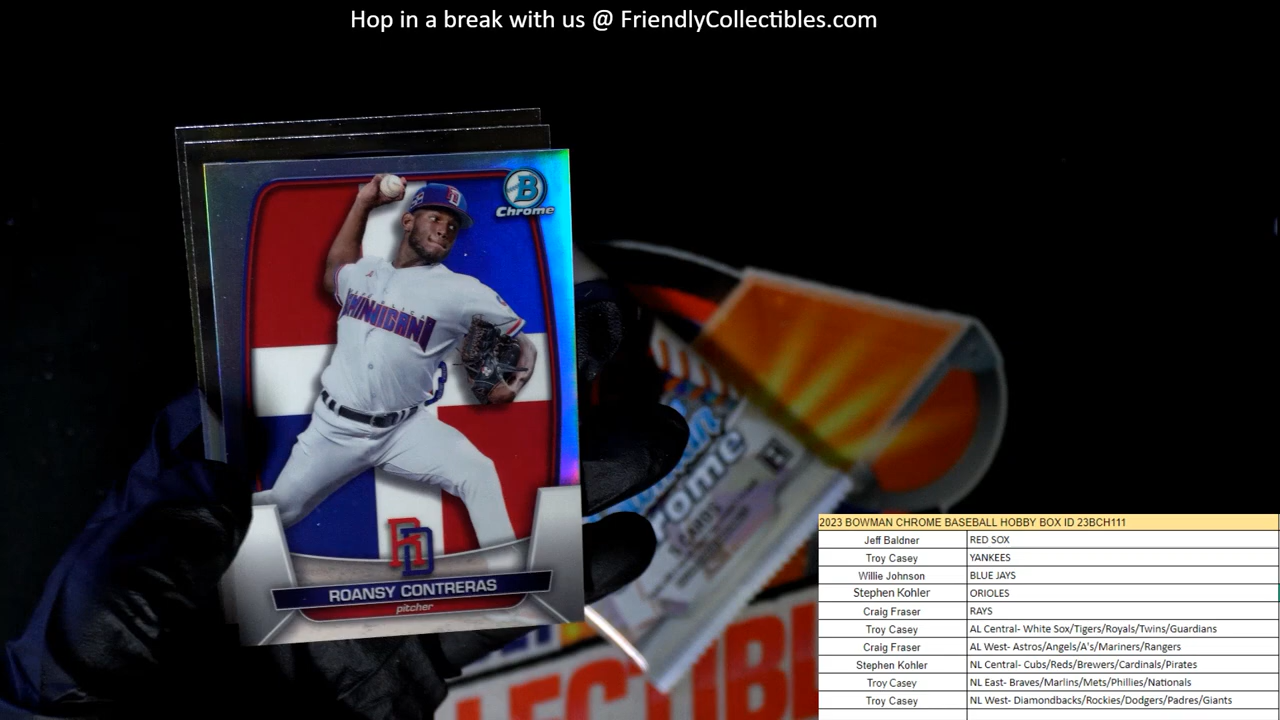 Hop in a break with us @ FriendlyCollectibles.com
B
Chrome
RD
ROANSY CONTRERAS
pitcher
2023 BOWMAN CHROME BASEBALL HOBBY BOX ID 23BCH111
Jeff Baldner RED SOX
Troy Casey YANKEES
Willie Johnson BLUE JAYS
Stephen Kohler ORIOLES
Craig Fraser RAYS
Troy Casey AL Central- White Sox/Tigers/Royals/Twins/Guardians
Craig Fraser AL West- Astros/Angels/A's/Mariners/Rangers
Stephen Kohler NL Central- Cubs/Reds/Brewers/Cardinals/Pirates
Troy Casey NL East- Braves/Marlins/Mets/Phillies/Nationals
Troy Casey NL West- Diamondbacks/Rockies/Dodgers/Padres/Giants